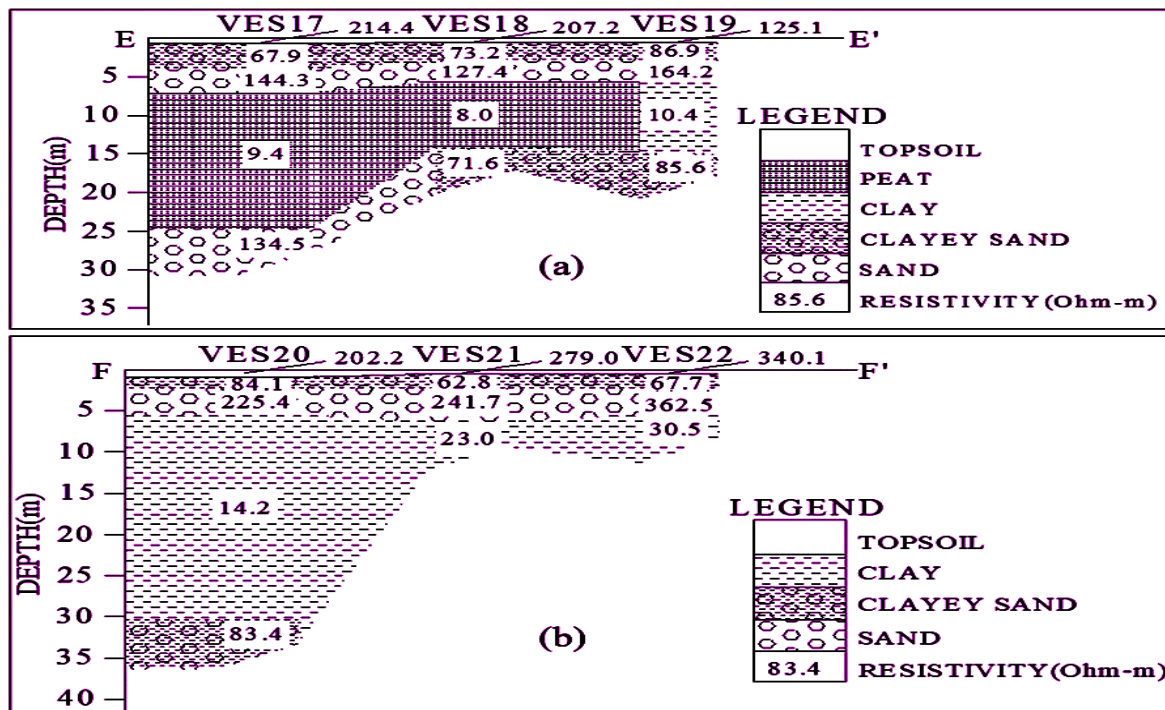 VES17 214.4 VES18 207.2 VES19 125.1
E E'
67.9 73.2 86.9
144.3 127.4 164.2
8.0 10.4
9.4 71.6 85.6
134.5
(a)
DEPTH(m)
5
10
15
20
25
30
35
LEGEND
TOPSOIL
PEAT
CLAY
CLAYEY SAND
SAND
85.6 RESISTIVITY(Ohm-m)
VES20 202.2 VES21 279.0 VES22 340.1
F F'
84.1 62.8 67.7
225.4 241.7 362.5
23.0 30.5
14.2
83.4
(b)
DEPTH(m)
5
10
15
20
25
30
35
40
LEGEND
TOPSOIL
CLAY
CLAYEY SAND
SAND
83.4 RESISTIVITY(Ohm-m)